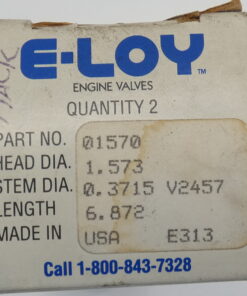 E-LOY™
ENGINE VALVES
QUANTITY 2
PART NO. 01570
HEAD DIA. 1.573
STEM DIA. 0.3715 V2457
LENGTH 6.872
MADE IN USA E313
Call 1-800-843-7328